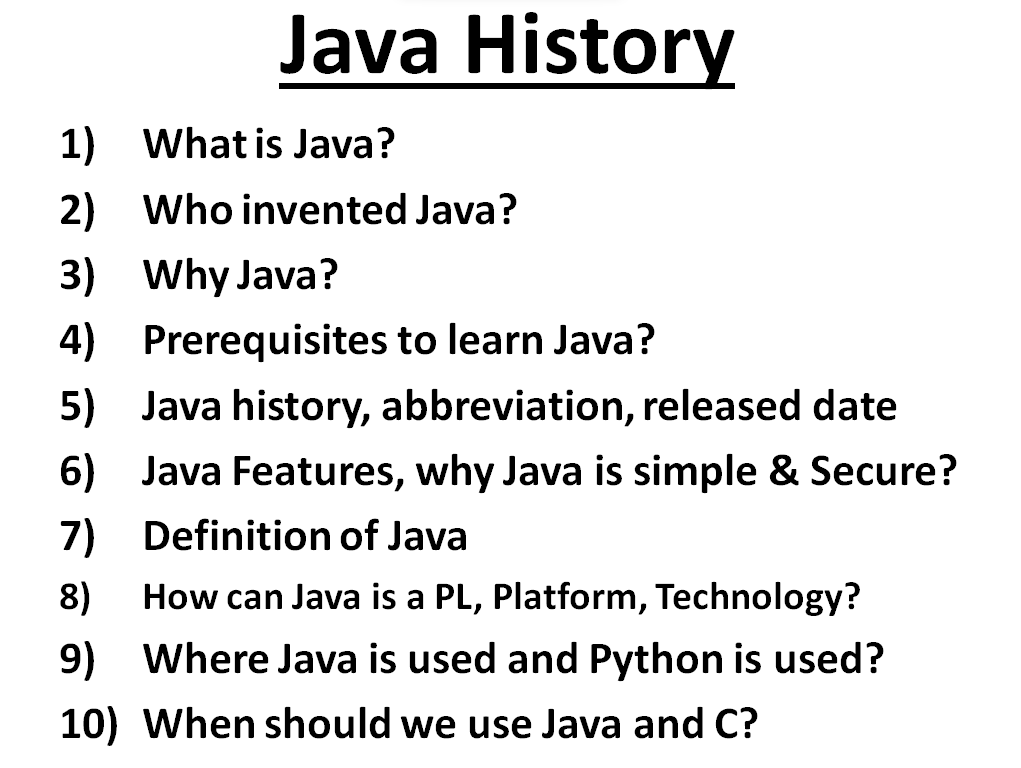 Java History
1) What is Java?
2) Who invented Java?
3) Why Java?
4) Prerequisites to learn Java?
5) Java history, abbreviation, released date
6) Java Features, why Java is simple & Secure?
7) Definition of Java
8) How can Java is a PL, Platform, Technology?
9) Where Java is used and Python is used?
10) When should we use Java and C?